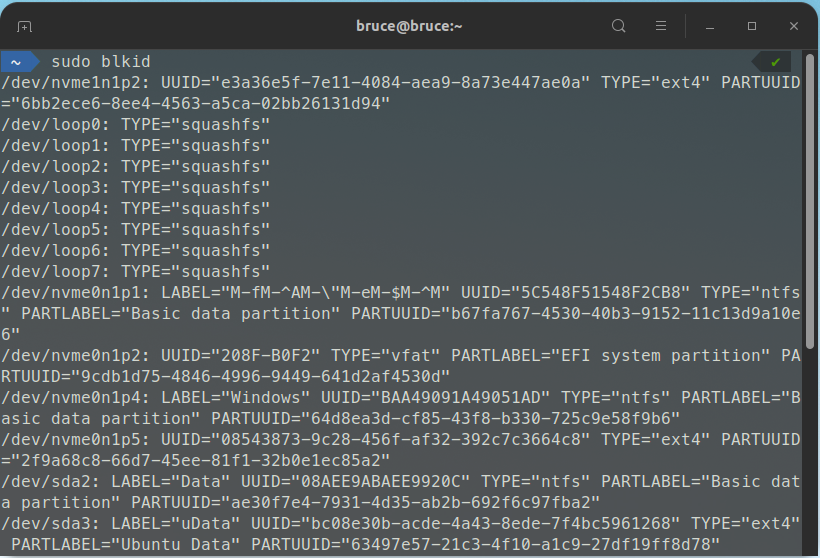 bruce@bruce:~
~ sudo blkid ✔
/dev/nvme1n1p2: UUID="e3a36e5f-7e11-4084-aea9-8a73e447ae0a" TYPE="ext4" PARTUUID
="6bb2ece6-8ee4-4563-a5ca-02bb26131d94"
/dev/loop0: TYPE="squashfs"
/dev/loop1: TYPE="squashfs"
/dev/loop2: TYPE="squashfs"
/dev/loop3: TYPE="squashfs"
/dev/loop4: TYPE="squashfs"
/dev/loop5: TYPE="squashfs"
/dev/loop6: TYPE="squashfs"
/dev/loop7: TYPE="squashfs"
/dev/nvme0n1p1: LABEL="M-fM-^AM-\"M-eM-$M-^M" UUID="5C548F51548F2CB8" TYPE="ntfs
" PARTLABEL="Basic data partition" PARTUUID="b67fa767-4530-40b3-9152-11c13d9a10e
6"
/dev/nvme0n1p2: UUID="208F-B0F2" TYPE="vfat" PARTLABEL="EFI system partition" PA
RTUUID="9cdb1d75-4846-4996-9449-641d2af4530d"
/dev/nvme0n1p4: LABEL="Windows" UUID="BAA49091A49051AD" TYPE="ntfs" PARTLABEL="B
asic data partition" PARTUUID="64d8ea3d-cf85-43f8-b330-725c9e58f9b6"
/dev/nvme0n1p5: UUID="08543873-9c28-456f-af32-392c7c3664c8" TYPE="ext4" PARTUUID
="2f9a68c8-66d7-45ee-81f1-32b0e1ec85a2"
/dev/sda2: LABEL="Data" UUID="08AEE9ABAEE9920C" TYPE="ntfs" PARTLABEL="Basic dat
a partition" PARTUUID="ae30f7e4-7931-4d35-ab2b-692f6c97fba2"
/dev/sda3: LABEL="uData" UUID="bc08e30b-acde-4a43-8ede-7f4bc5961268" TYPE="ext4"
 PARTLABEL="Ubuntu Data" PARTUUID="63497e57-21c3-4f10-a1c9-27df19ff8d78"